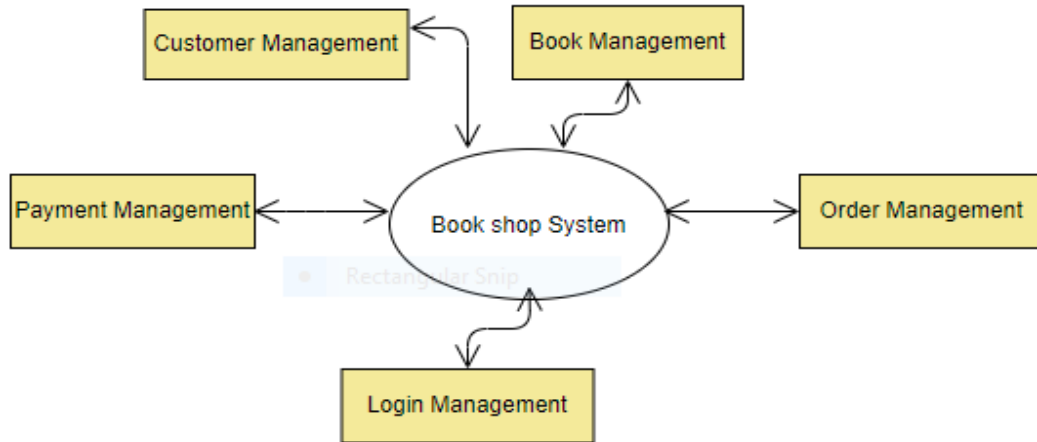 Customer Management
Book Management
Payment Management
Book shop System
Order Management
Rectangular Snip
Login Management